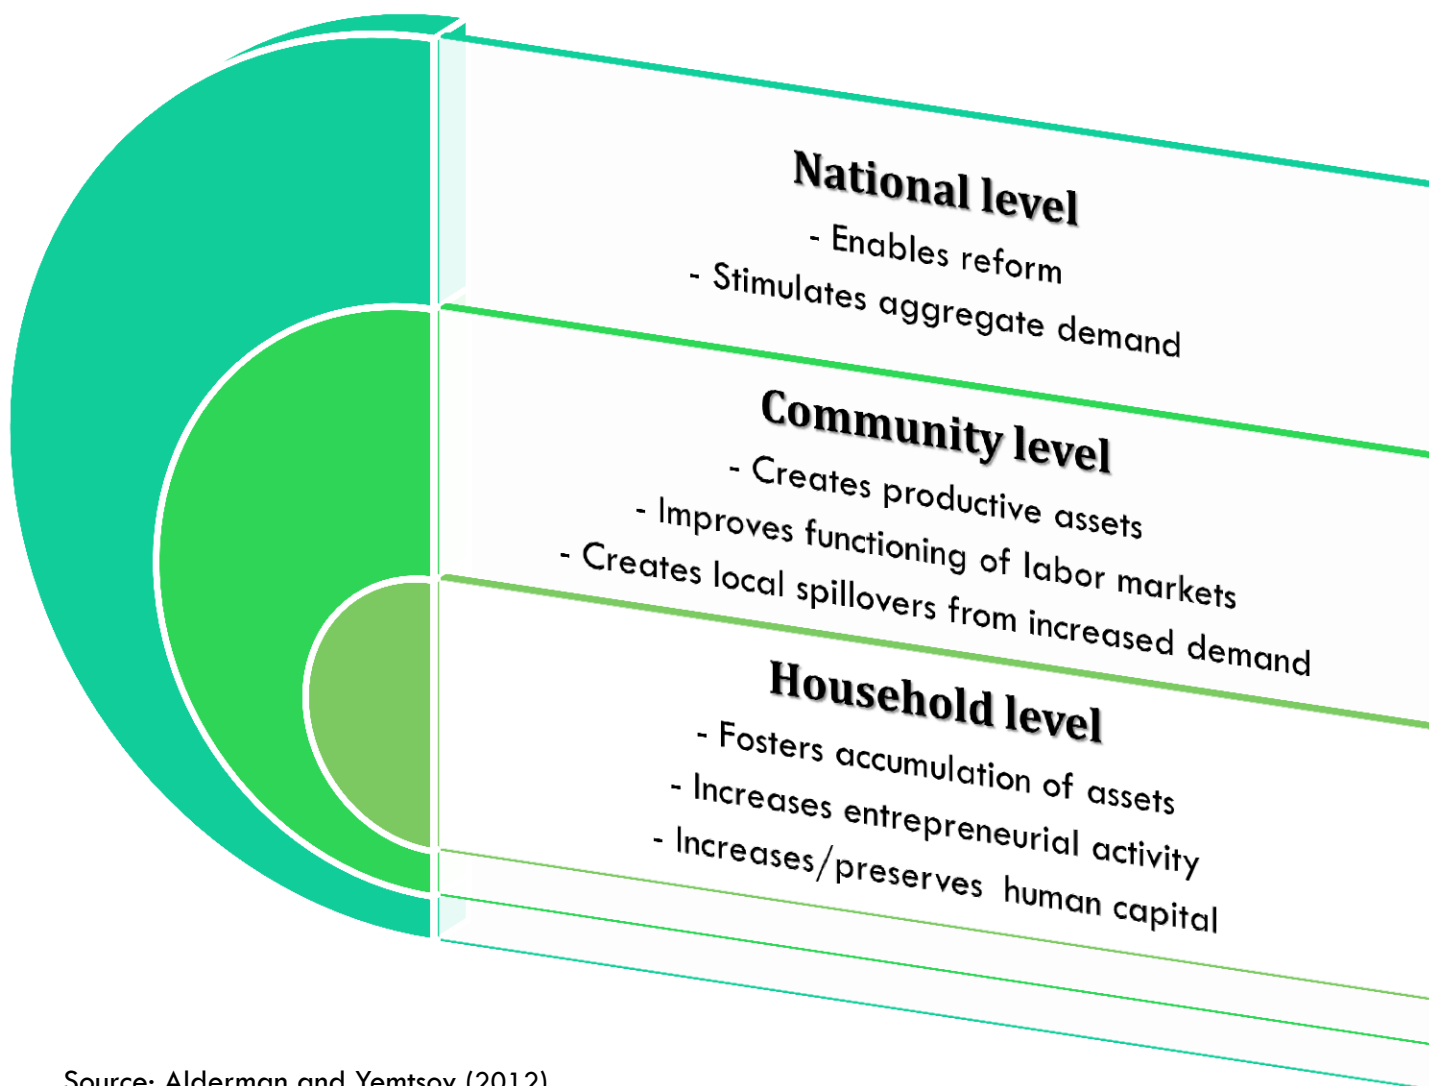 National level
- Enables reform
- Stimulates aggregate demand
Community level
- Creates productive assets
- Improves functioning of labor markets
- Creates local spillovers from increased demand
Household level
- Fosters accumulation of assets
- Increases entrepreneurial activity
- Increases/preserves human capital
Source: Alderman and Yemtsov (2012)